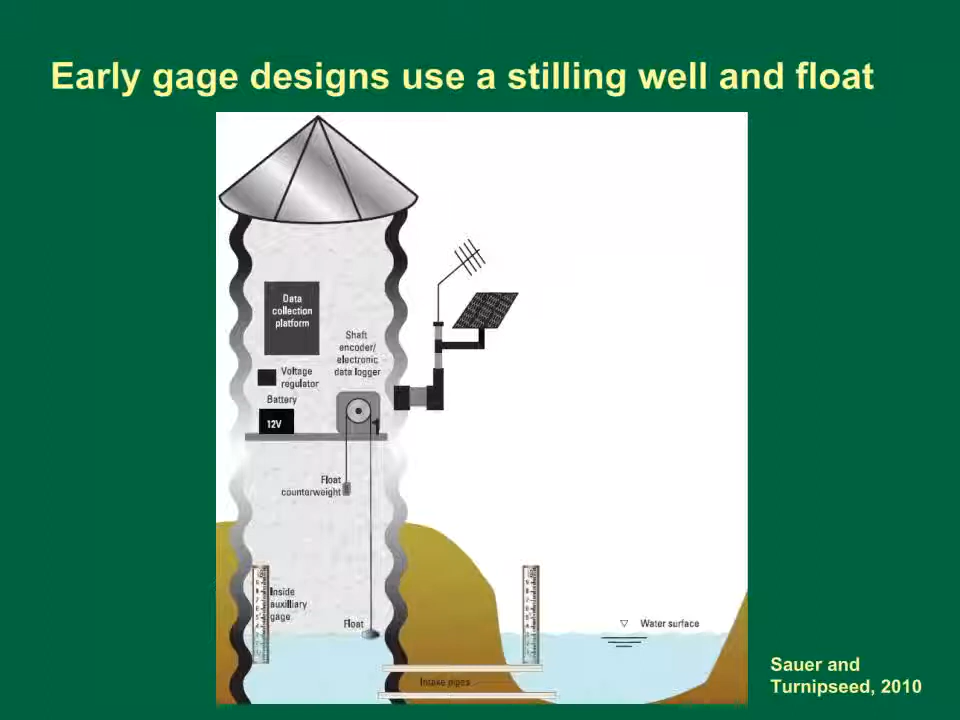 Early gage designs use a stilling well and float
Data
collection
platform
Shaft
encoder/
electronic
data logger
Voltage
regulator
Battery
12V
Float
counterweight
Inside
auxilliary
gage
Float
Water surface
Intake pipes
Sauer and
Turnipseed, 2010